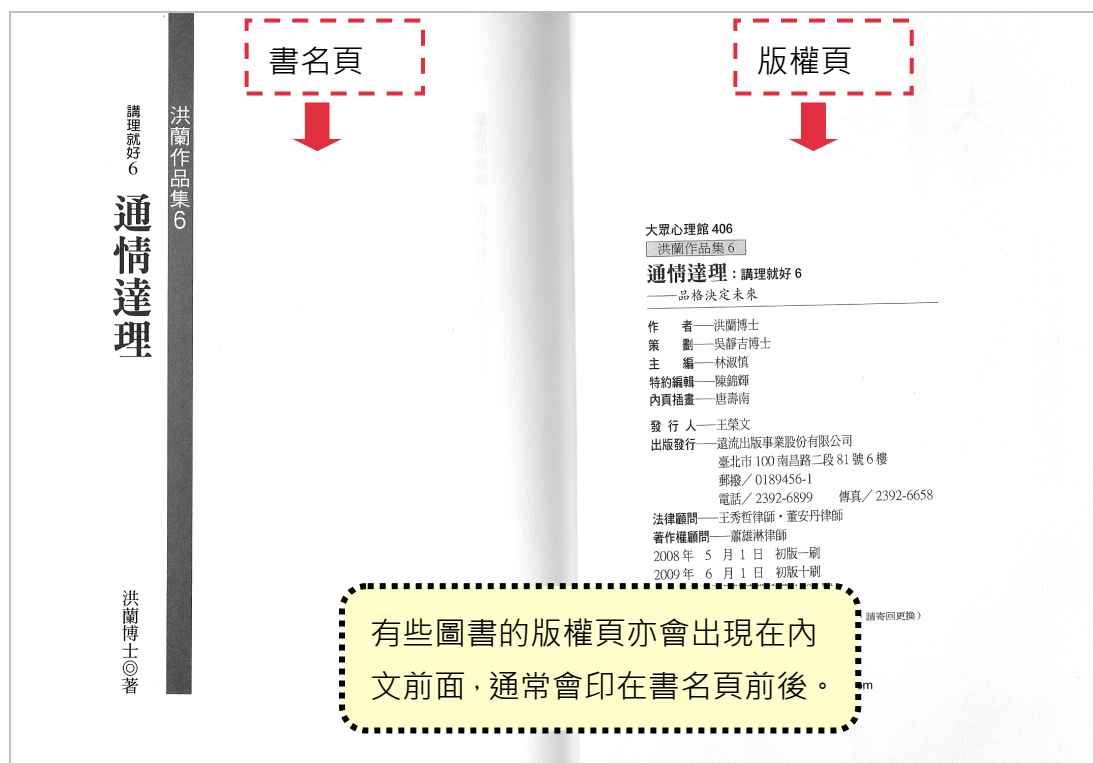 書名頁
版權頁
洪蘭作品集6
講理就好6
通情達理
洪蘭博士◎著
大眾心理館 406
洪蘭作品集 6
通情達理：講理就好 6
——品格決定未來
作　者——洪蘭博士
策　劃——吳靜吉博士
主　編——林淑慎
特約編輯——陳錦輝
內頁插畫——唐壽南
發 行 人——王榮文
出版發行——遠流出版事業股份有限公司
臺北市 100 南昌路二段 81 號 6 樓
郵撥／0189456-1
電話／2392-6899　傳真／2392-6658
法律顧問——王秀哲律師・董安丹律師
著作權顧問——蕭雄淋律師
2008 年 5 月 1 日 初版一刷
2009 年 6 月 1 日 初版十刷
請寄回更換）
om
有些圖書的版權頁亦會出現在內
文前面，通常會印在書名頁前後。